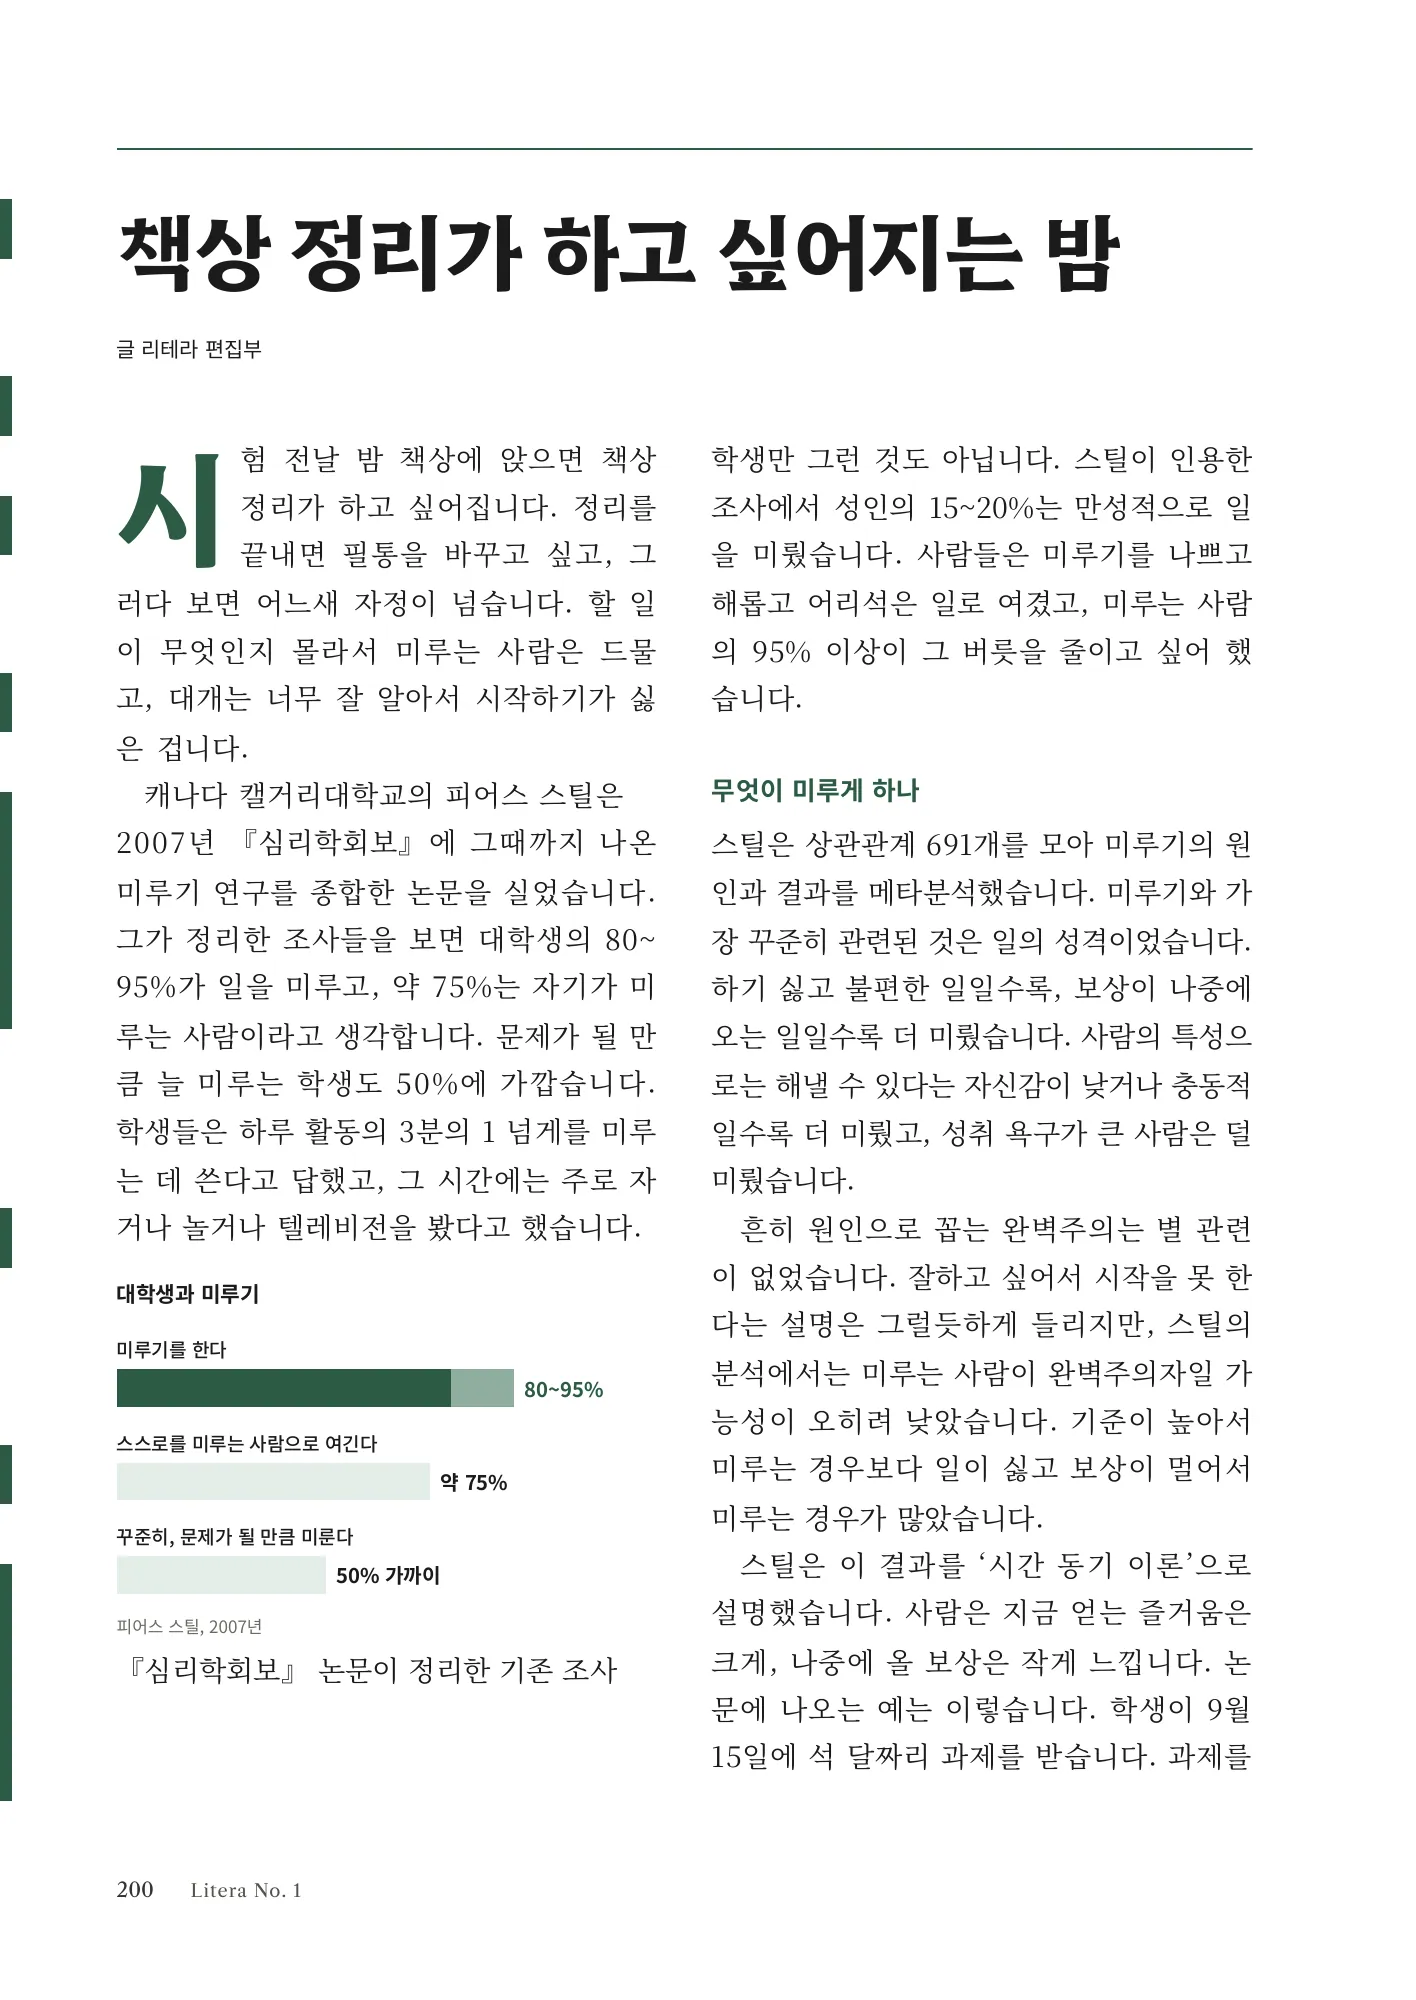 책상 정리가 하고 싶어지는 밤
글 리테라 편집부
시험 전날 밤 책상에 앉으면 책상
정리가 하고 싶어집니다. 정리를
끝내면 필통을 바꾸고 싶고, 그
러다 보면 어느새 자정이 넘습니다. 할 일
이 무엇인지 몰라서 미루는 사람은 드물
고, 대개는 너무 잘 알아서 시작하기가 싫
은 겁니다.
캐나다 캘거리대학교의 피어스 스틸은
2007년 『심리학회보』에 그때까지 나온
미루기 연구를 종합한 논문을 실었습니다.
그가 정리한 조사들을 보면 대학생의 80~
95%가 일을 미루고, 약 75%는 자기가 미
루는 사람이라고 생각합니다. 문제가 될 만
큼 늘 미루는 학생도 50%에 가깝습니다.
학생들은 하루 활동의 3분의 1 넘게를 미루
는 데 쓴다고 답했고, 그 시간에는 주로 자
거나 놀거나 텔레비전을 봤다고 했습니다.
대학생과 미루기
미루기를 한다
80~95%
스스로를 미루는 사람으로 여긴다
약 75%
꾸준히, 문제가 될 만큼 미룬다
50% 가까이
피어스 스틸, 2007년
『심리학회보』 논문이 정리한 기존 조사
학생만 그런 것도 아닙니다. 스틸이 인용한
조사에서 성인의 15~20%는 만성적으로 일
을 미뤘습니다. 사람들은 미루기를 나쁘고
해롭고 어리석은 일로 여겼고, 미루는 사람
의 95% 이상이 그 버릇을 줄이고 싶어 했
습니다.
무엇이 미루게 하나
스틸은 상관관계 691개를 모아 미루기의 원
인과 결과를 메타분석했습니다. 미루기와 가
장 꾸준히 관련된 것은 일의 성격이었습니다.
하기 싫고 불편한 일일수록, 보상이 나중에
오는 일일수록 더 미뤘습니다. 사람의 특성으
로는 해낼 수 있다는 자신감이 낮거나 충동적
일수록 더 미뤘고, 성취 욕구가 큰 사람은 덜
미뤘습니다.
흔히 원인으로 꼽는 완벽주의는 별 관련
이 없었습니다. 잘하고 싶어서 시작을 못 한
다는 설명은 그럴듯하게 들리지만, 스틸의
분석에서는 미루는 사람이 완벽주의자일 가
능성이 오히려 낮았습니다. 기준이 높아서
미루는 경우보다 일이 싫고 보상이 멀어서
미루는 경우가 많았습니다.
스틸은 이 결과를 ‘시간 동기 이론’으로
설명했습니다. 사람은 지금 얻는 즐거움은
크게, 나중에 올 보상은 작게 느낍니다. 논
문에 나오는 예는 이렇습니다. 학생이 9월
15일에 석 달짜리 과제를 받습니다. 과제를
200 Litera No. 1